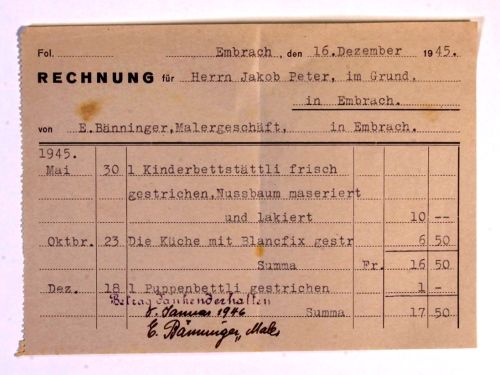 Fol. Embrach, den 16.Dezember 1945.
RECHNUNG für Herrn Jakob Peter, im Grund.
in Embrach.
von E.Bänninger,Malergeschäft, in Embrach.
1945.
Mai 30 1 Kinderbettstättli frisch
gestrichen,Nussbaum maseriert
und lakiert 10 --
Oktbr. 23 Die Küche mit Blancfix gestr 6 50
Summa Fr. 16 50
Dez. 18 1 Puppenbettli gestrichen 1 -
Betrag dankend erhalten
8. Januar 1946 Summa 17 50
E. Bänninger, Maler